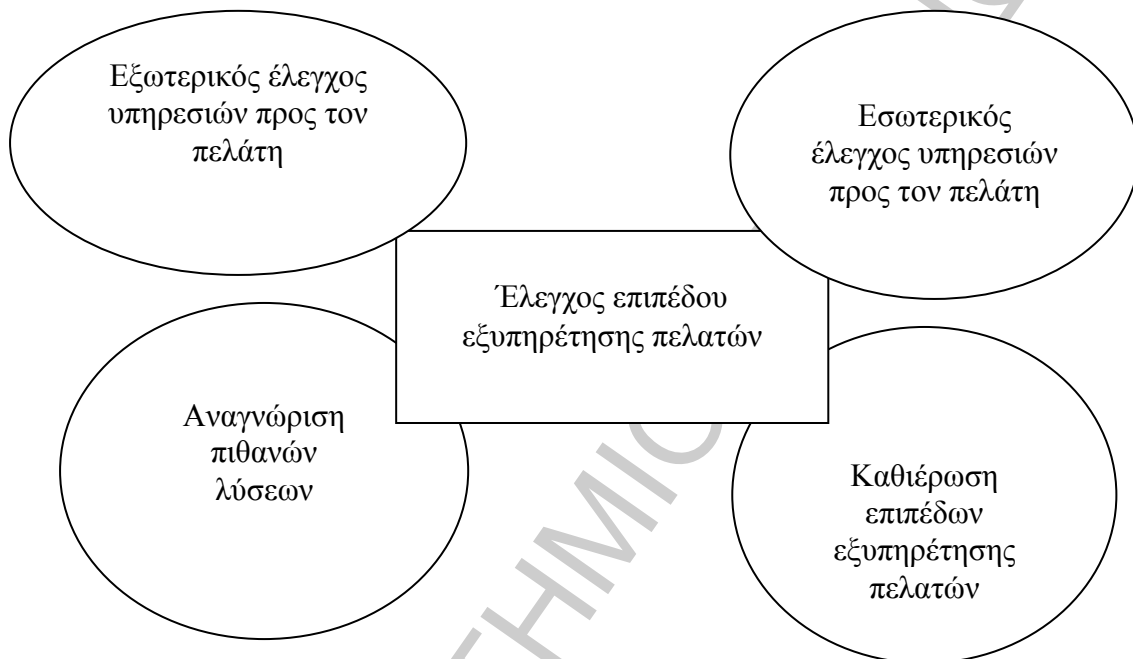 Εξωτερικός έλεγχος
υπηρεσιών προς τον
πελάτη
Εσωτερικός
έλεγχος υπηρεσιών
προς τον πελάτη
Έλεγχος επιπέδου
εξυπηρέτησης πελατών
Αναγνώριση
πιθανών
λύσεων
Καθιέρωση
επιπέδων
εξυπηρέτησης
πελατών